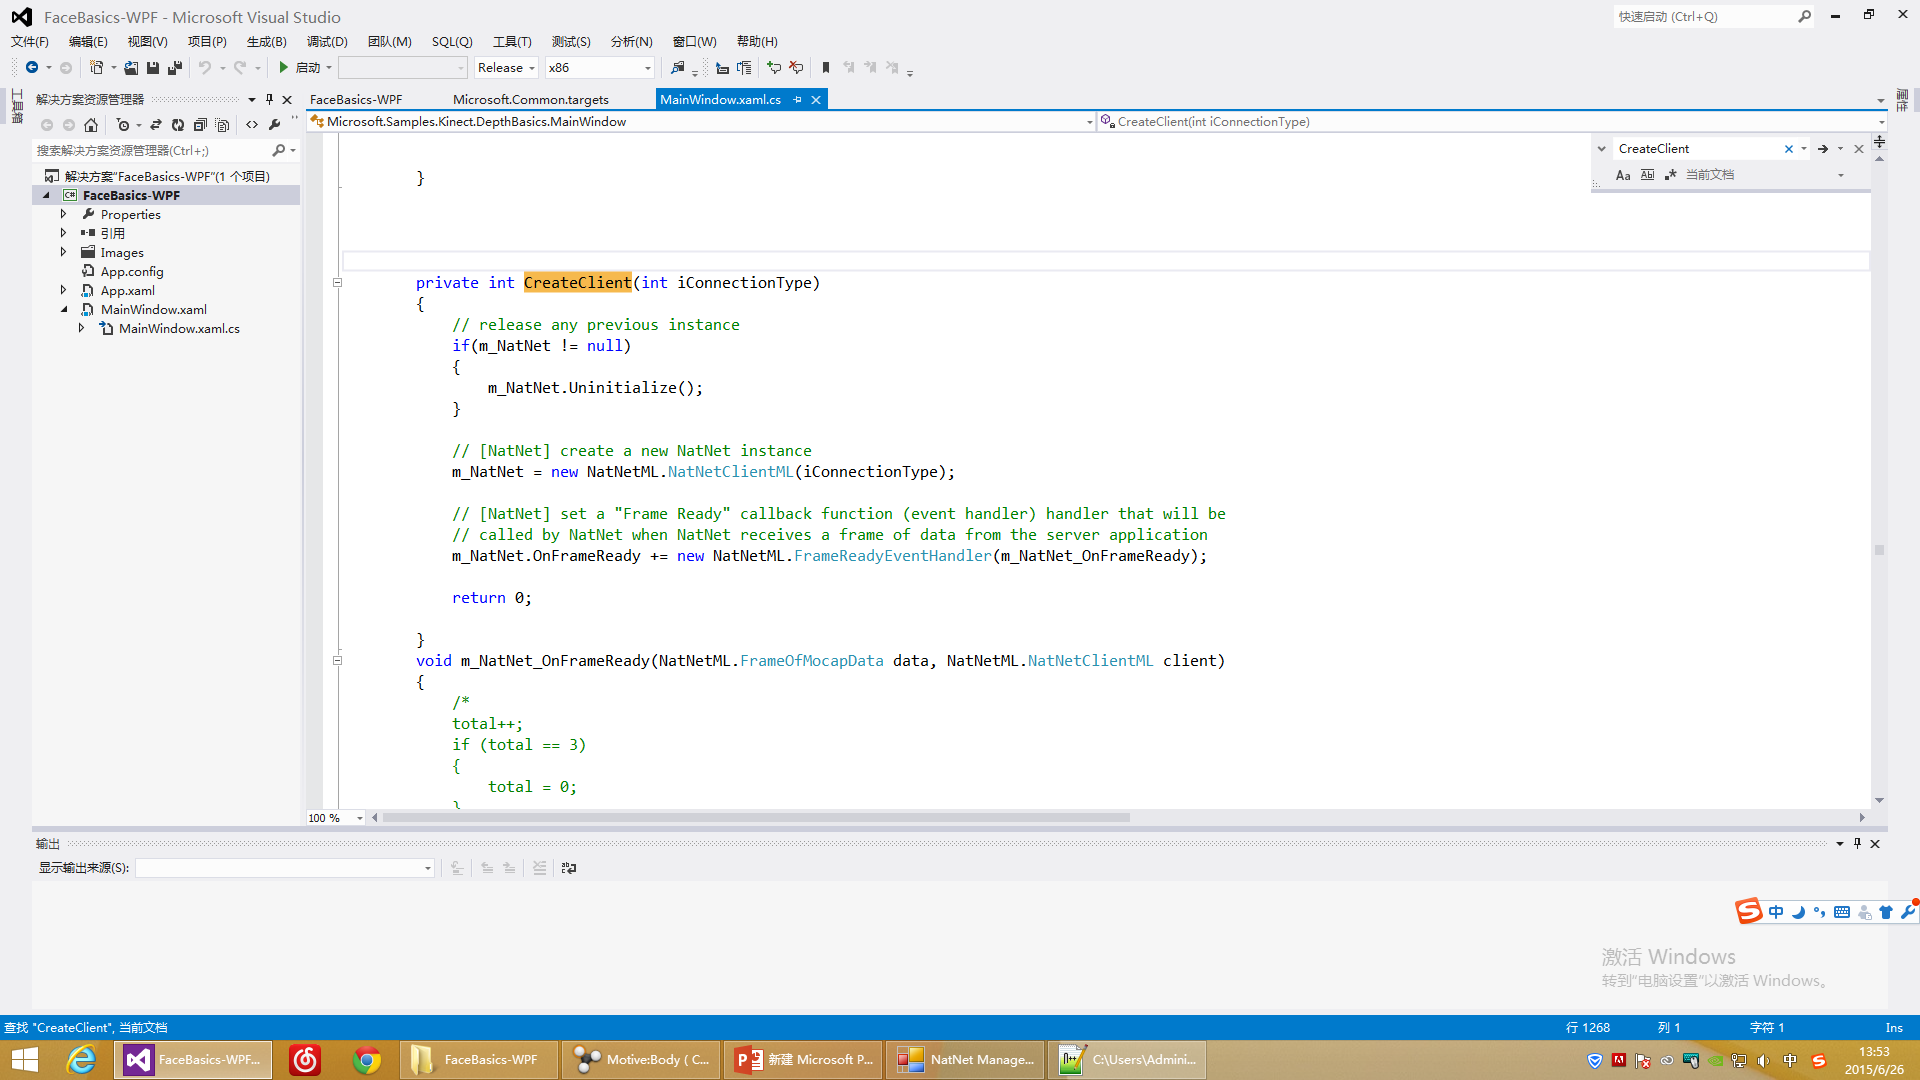 FaceBasics-WPF - Microsoft Visual Studio
快速启动 (Ctrl+Q)
文件(F) 编辑(E) 视图(V) 项目(P) 生成(B) 调试(D) 团队(M) SQL(Q) 工具(T) 测试(S) 分析(N) 窗口(W) 帮助(H)
启动 Release x86
工具箱
解决方案资源管理器
搜索解决方案资源管理器(Ctrl+;)
解决方案"FaceBasics-WPF"(1 个项目)
FaceBasics-WPF
Properties
引用
Images
App.config
App.xaml
MainWindow.xaml
MainWindow.xaml.cs
FaceBasics-WPF Microsoft.Common.targets MainWindow.xaml.cs
属性
Microsoft.Samples.Kinect.DepthBasics.MainWindow CreateClient(int iConnectionType)
CreateClient
Aa Abl 当前文档
}
private int CreateClient(int iConnectionType)
{
// release any previous instance
if(m_NatNet != null)
{
m_NatNet.Uninitialize();
}
// [NatNet] create a new NatNet instance
m_NatNet = new NatNetML.NatNetClientML(iConnectionType);
// [NatNet] set a "Frame Ready" callback function (event handler) handler that will be
// called by NatNet when NatNet receives a frame of data from the server application
m_NatNet.OnFrameReady += new NatNetML.FrameReadyEventHandler(m_NatNet_OnFrameReady);
return 0;
}
void m_NatNet_OnFrameReady(NatNetML.FrameOfMocapData data, NatNetML.NatNetClientML client)
{
/*
total++;
if (total == 3)
{
total = 0;
}
100 %
输出
显示输出来源(S):
中
激活 Windows
转到"电脑设置"以激活 Windows。
查找 "CreateClient", 当前文档 行 1268 列 1 字符 1 Ins
FaceBasics-WPF... FaceBasics-WPF Motive:Body ( C... 新建 Microsoft P... NatNet Manage... C:\Users\Admini...
中
13:53
2015/6/26